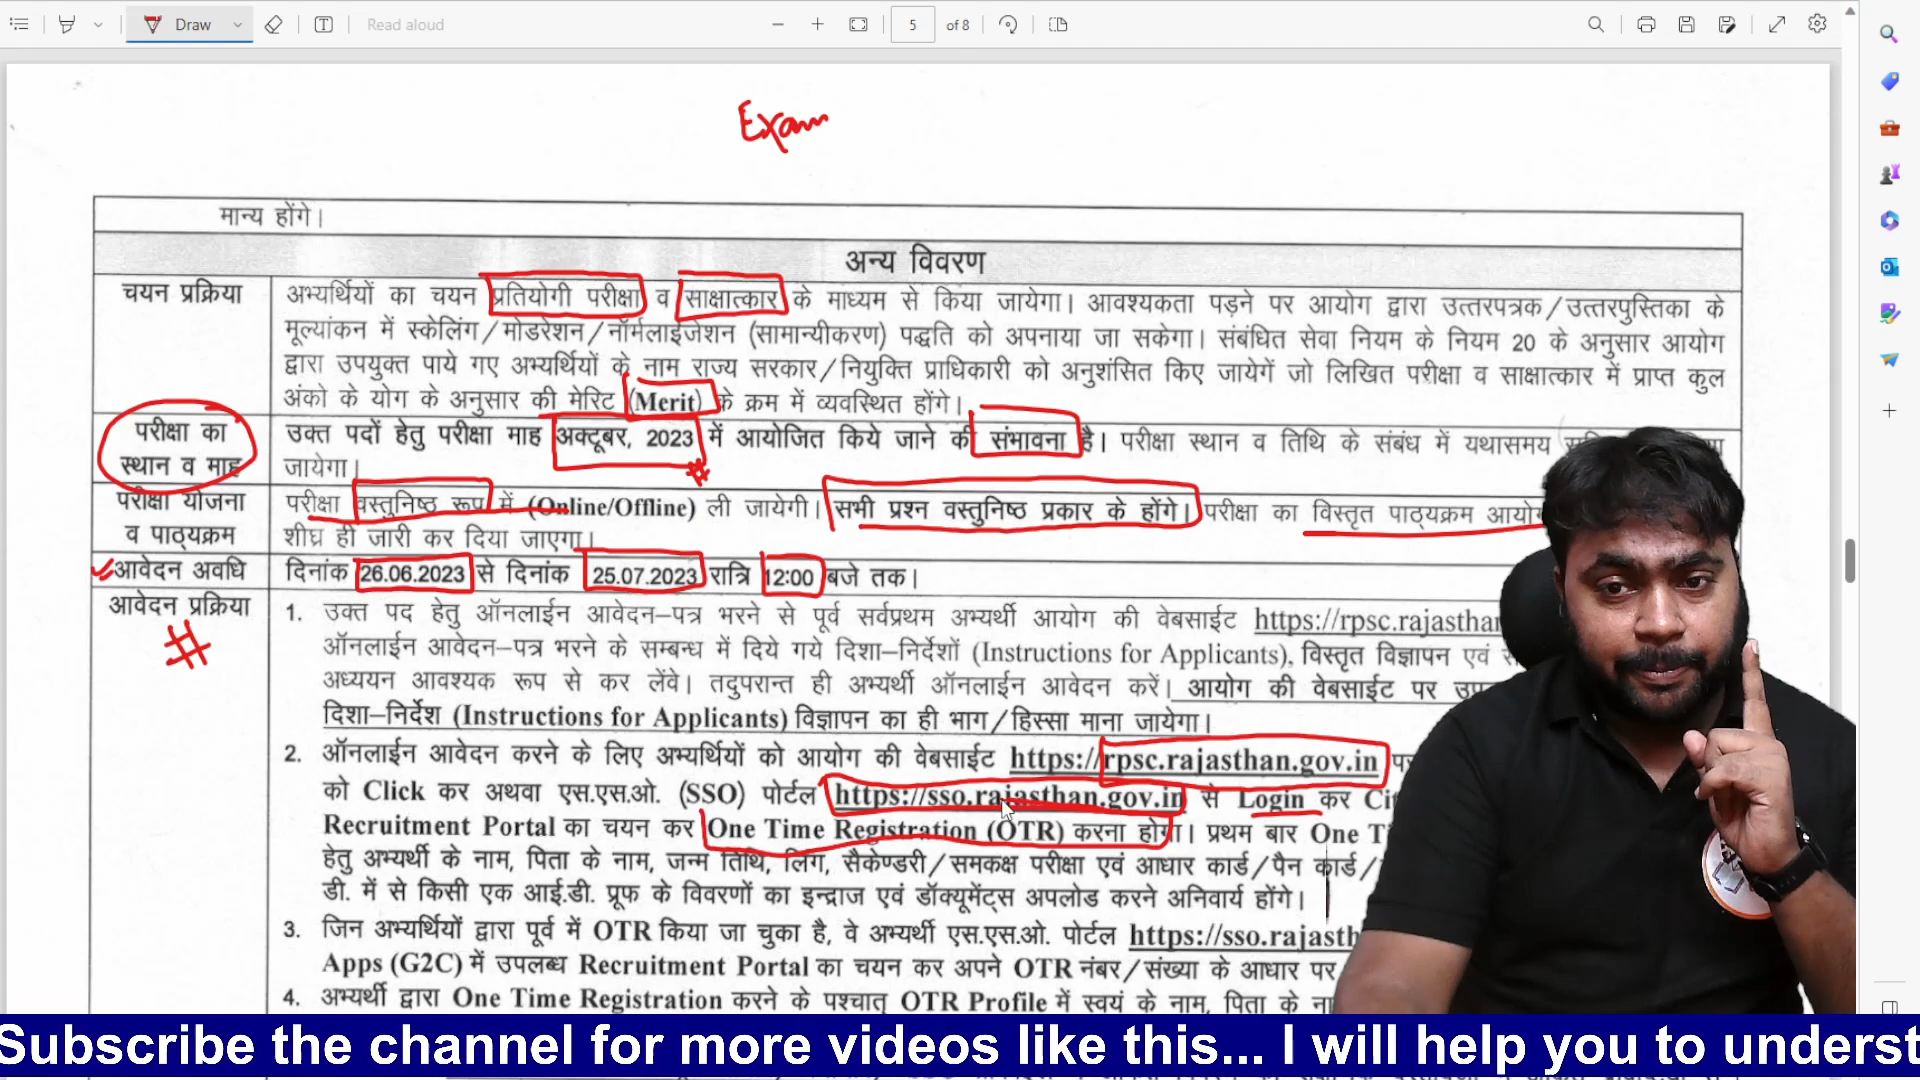 Draw
Read aloud
5 of 8
Exam
मान्य होंगे।
अन्य विवरण
चयन प्रक्रिया
अभ्यर्थियों का चयन प्रतियोगी परीक्षा व साक्षात्कार के माध्यम से किया जायेगा। आवश्यकता पड़ने पर आयोग द्वारा उत्तरपत्रक/उत्तरपुस्तिका के
मूल्यांकन में स्केलिंग/मोडरेशन/नॉर्मलाईजेशन (सामान्यीकरण) पद्धति को अपनाया जा सकेगा। संबंधित सेवा नियम के नियम 20 के अनुसार आयोग
द्वारा उपयुक्त पाये गए अभ्यर्थियों के नाम राज्य सरकार/नियुक्ति प्राधिकारी को अनुशंसित किए जायेगें जो लिखित परीक्षा व साक्षात्कार में प्राप्त कुल
अंको के योग के अनुसार की मेरिट (Merit) के क्रम में व्यवस्थित होंगे।
परीक्षा का
स्थान व माह
उक्त पदों हेतु परीक्षा माह अक्टूबर, 2023 में आयोजित किये जाने की संभावना है। परीक्षा स्थान व तिथि के संबंध में यथासमय
जायेगा।
परीक्षा योजना
व पाठ्यक्रम
परीक्षा वस्तुनिष्ठ रूप में (Online/Offline) ली जायेगी। सभी प्रश्न वस्तुनिष्ठ प्रकार के होंगे। परीक्षा का विस्तृत पाठ्यक्रम आयोग
शीघ्र ही जारी कर दिया जाएगा।
आवेदन अवधि
दिनांक 26.06.2023 से दिनांक 25.07.2023 रात्रि 12:00 बजे तक।
आवेदन प्रक्रिया
#
1. उक्त पद हेतु ऑनलाईन आवेदन–पत्र भरने से पूर्व सर्वप्रथम अभ्यर्थी आयोग की वेबसाईट https://rpsc.rajasthan
ऑनलाईन आवेदन–पत्र भरने के सम्बन्ध में दिये गये दिशा–निर्देशों (Instructions for Applicants), विस्तृत विज्ञापन एवं
अध्ययन आवश्यक रूप से कर लेंवे। तदुपरान्त ही अभ्यर्थी ऑनलाईन आवेदन करें। आयोग की वेबसाईट पर
दिशा–निर्देश (Instructions for Applicants) विज्ञापन का ही भाग/हिस्सा माना जायेगा।
2. ऑनलाईन आवेदन करने के लिए अभ्यर्थियों को आयोग की वेबसाईट https://rpsc.rajasthan.gov.in
को Click कर अथवा एस.एस.ओ. (SSO) पोर्टल https://sso.rajasthan.gov.in से Login कर
Recruitment Portal का चयन कर One Time Registration (OTR) करना होगा। प्रथम बार One
हेतु अभ्यर्थी के नाम, पिता के नाम, जन्म तिथि, लिंग, सैकेण्डरी/समकक्ष परीक्षा एवं आधार कार्ड/पैन कार्ड/
डी. में से किसी एक आई.डी. प्रूफ के विवरणों का इन्द्राज एवं डॉक्यूमेंट्स अपलोड करने अनिवार्य होंगे।
3. जिन अभ्यर्थियों द्वारा पूर्व में OTR किया जा चुका है, वे अभ्यर्थी एस.एस.ओ. पोर्टल https://sso.rajasth
Apps (G2C) में उपलब्ध Recruitment Portal का चयन कर अपने OTR नंबर/संख्या के आधार पर
4. अभ्यर्थी द्वारा One Time Registration करने के पश्चात् OTR Profile में स्वयं के नाम, पिता के
Subscribe the channel for more videos like this... I will help you to underst